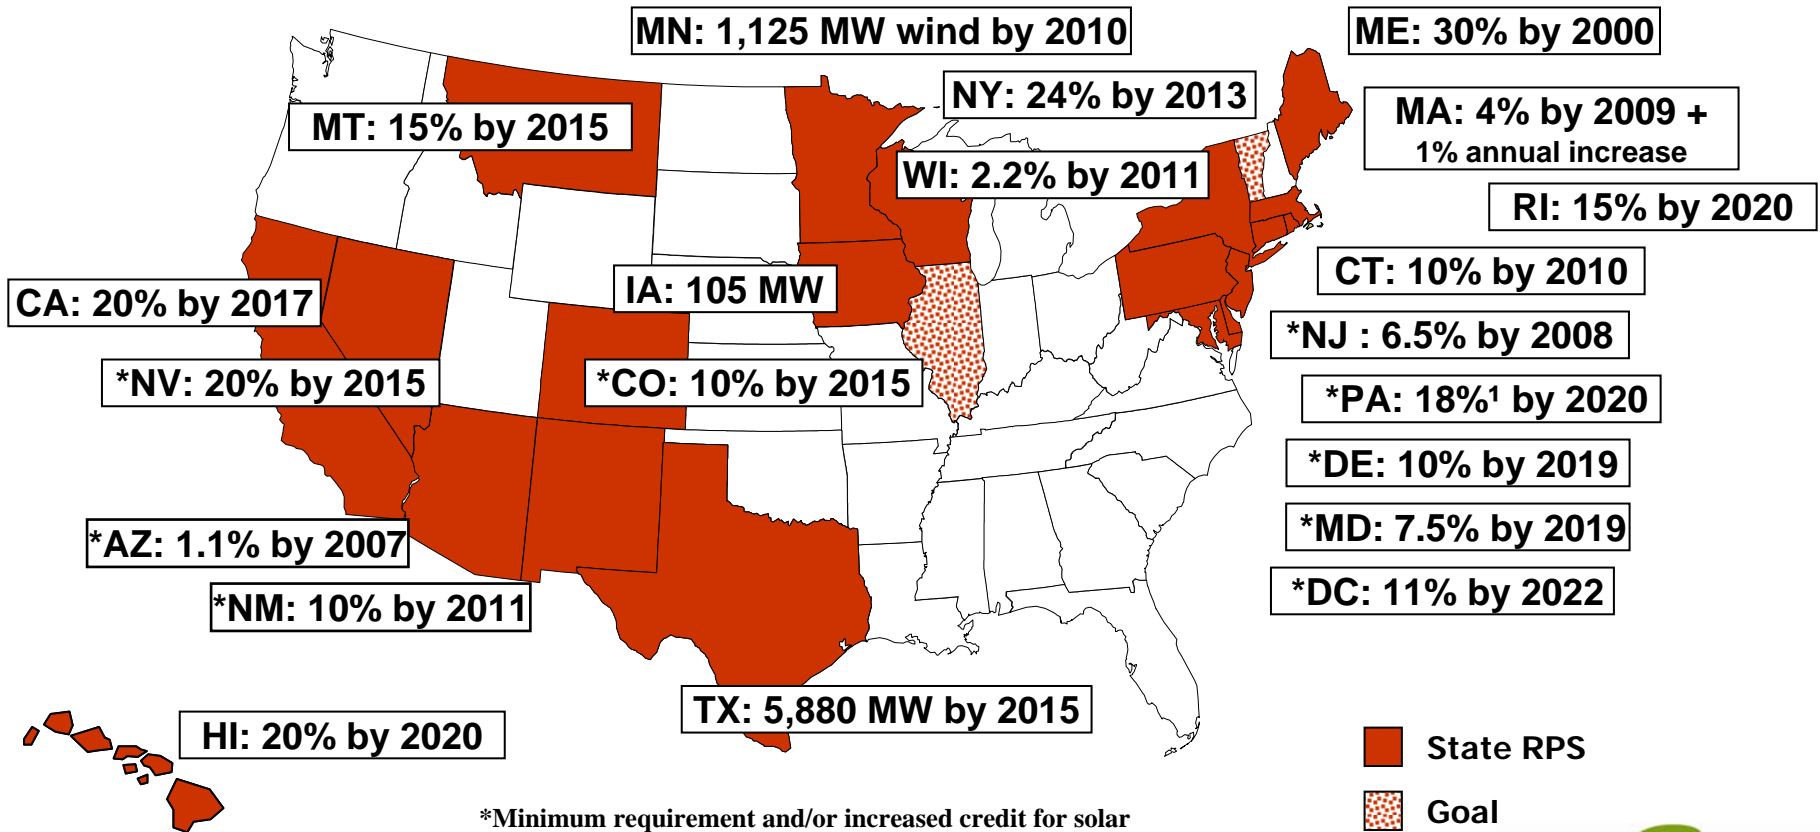 MN: 1,125 MW wind by 2010
ME: 30% by 2000
NY: 24% by 2013
MA: 4% by 2009 +
1% annual increase
MT: 15% by 2015
WI: 2.2% by 2011
RI: 15% by 2020
CT: 10% by 2010
IA: 105 MW
CA: 20% by 2017
*NJ : 6.5% by 2008
*NV: 20% by 2015
*CO: 10% by 2015
*PA: 18%¹ by 2020
*DE: 10% by 2019
*AZ: 1.1% by 2007
*MD: 7.5% by 2019
*NM: 10% by 2011
*DC: 11% by 2022
TX: 5,880 MW by 2015
HI: 20% by 2020
State RPS
Goal
*Minimum requirement and/or increased credit for solar